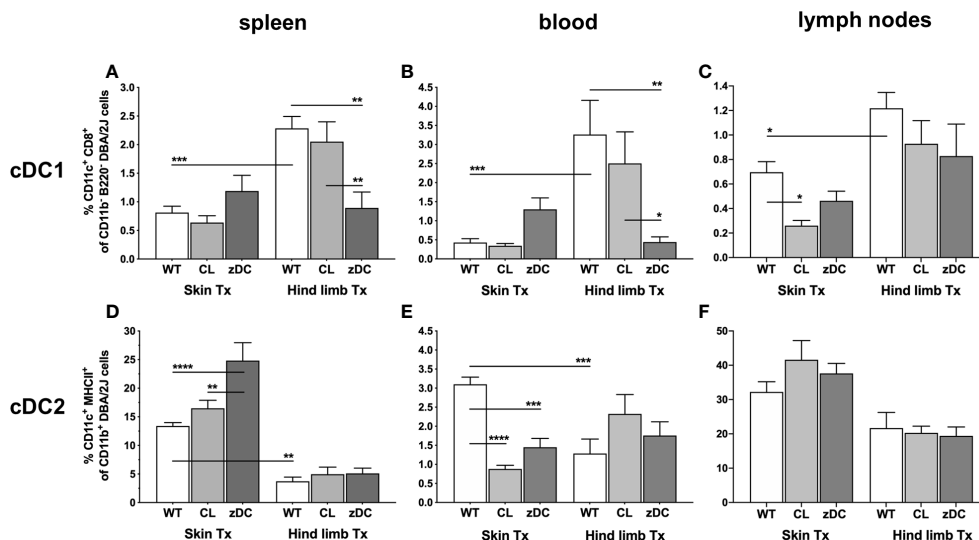 spleen
blood
lymph nodes
cDC1
% CD11c+ CD8+
of CD11b- B220- DBA/2J cells
A
3.0
2.5
2.0
1.5
1.0
0.5
0.0
***
**
**
WT CL zDC WT CL zDC
Skin Tx Hind limb Tx
B
4.5
4.0
3.5
3.0
2.5
2.0
1.5
1.0
0.5
0.0
***
**
*
WT CL zDC WT CL zDC
Skin Tx Hind limb Tx
C
1.4
1.2
1.0
0.8
0.6
0.4
0.2
0.0
*
*
WT CL zDC WT CL zDC
Skin Tx Hind limb Tx
cDC2
% CD11c+ MHCII+
of CD11b+ DBA/2J cells
D
30
25
20
15
10
5
0
****
**
**
WT CL zDC WT CL zDC
Skin Tx Hind limb Tx
E
4.5
4.0
3.5
3.0
2.5
2.0
1.5
1.0
0.5
0.0
***
***
****
WT CL zDC WT CL zDC
Skin Tx Hind limb Tx
F
50
40
30
20
10
0
WT CL zDC WT CL zDC
Skin Tx Hind limb Tx